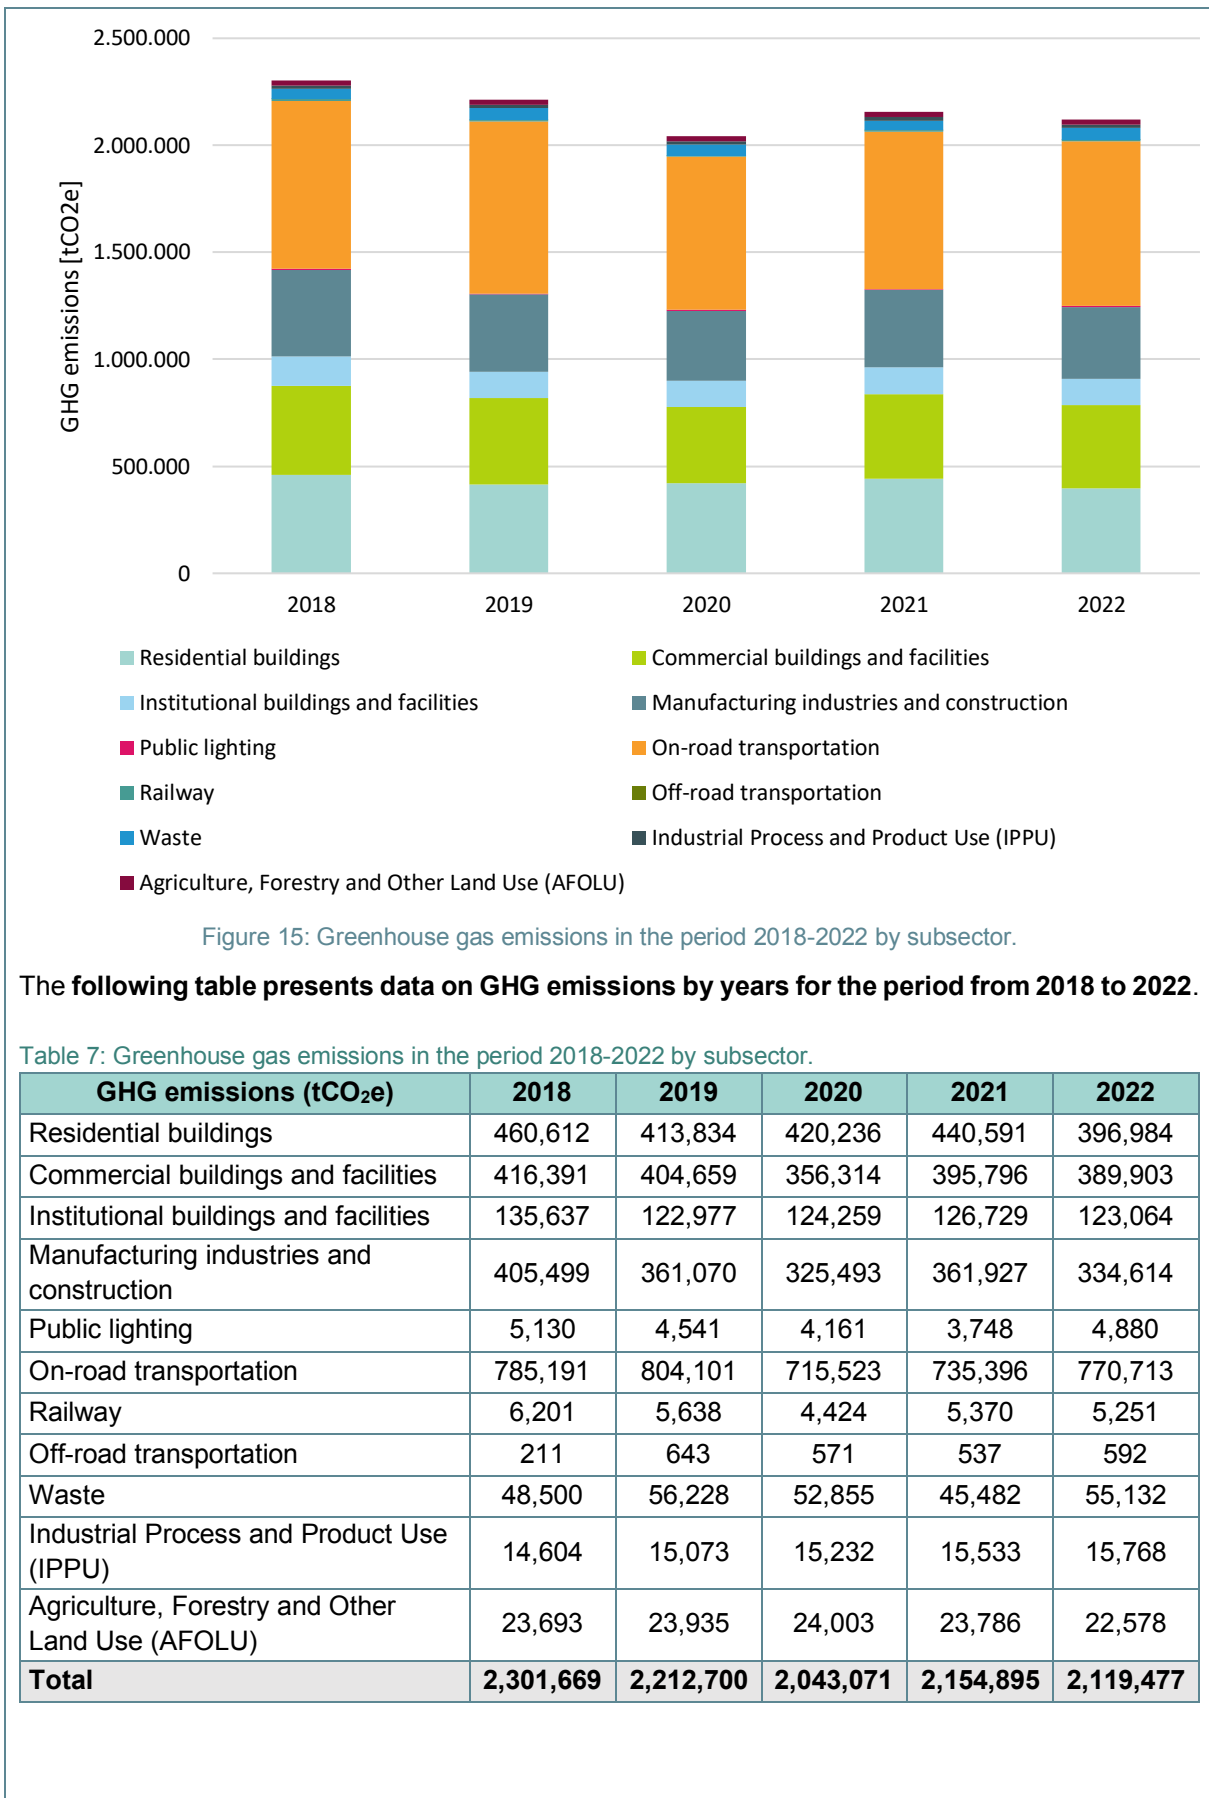 2.500.000
2.000.000
1.500.000
1.000.000
500.000
0
GHG emissions [tCO2e]
2018 2019 2020 2021 2022
Residential buildings Commercial buildings and facilities
Institutional buildings and facilities Manufacturing industries and construction
Public lighting On-road transportation
Railway Off-road transportation
Waste Industrial Process and Product Use (IPPU)
Agriculture, Forestry and Other Land Use (AFOLU)
Figure 15: Greenhouse gas emissions in the period 2018-2022 by subsector.
The following table presents data on GHG emissions by years for the period from 2018 to 2022.
Table 7: Greenhouse gas emissions in the period 2018-2022 by subsector.
GHG emissions (tCO₂e) 2018 2019 2020 2021 2022
Residential buildings 460,612 413,834 420,236 440,591 396,984
Commercial buildings and facilities 416,391 404,659 356,314 395,796 389,903
Institutional buildings and facilities 135,637 122,977 124,259 126,729 123,064
Manufacturing industries and
construction 405,499 361,070 325,493 361,927 334,614
Public lighting 5,130 4,541 4,161 3,748 4,880
On-road transportation 785,191 804,101 715,523 735,396 770,713
Railway 6,201 5,638 4,424 5,370 5,251
Off-road transportation 211 643 571 537 592
Waste 48,500 56,228 52,855 45,482 55,132
Industrial Process and Product Use
(IPPU) 14,604 15,073 15,232 15,533 15,768
Agriculture, Forestry and Other
Land Use (AFOLU) 23,693 23,935 24,003 23,786 22,578
Total 2,301,669 2,212,700 2,043,071 2,154,895 2,119,477